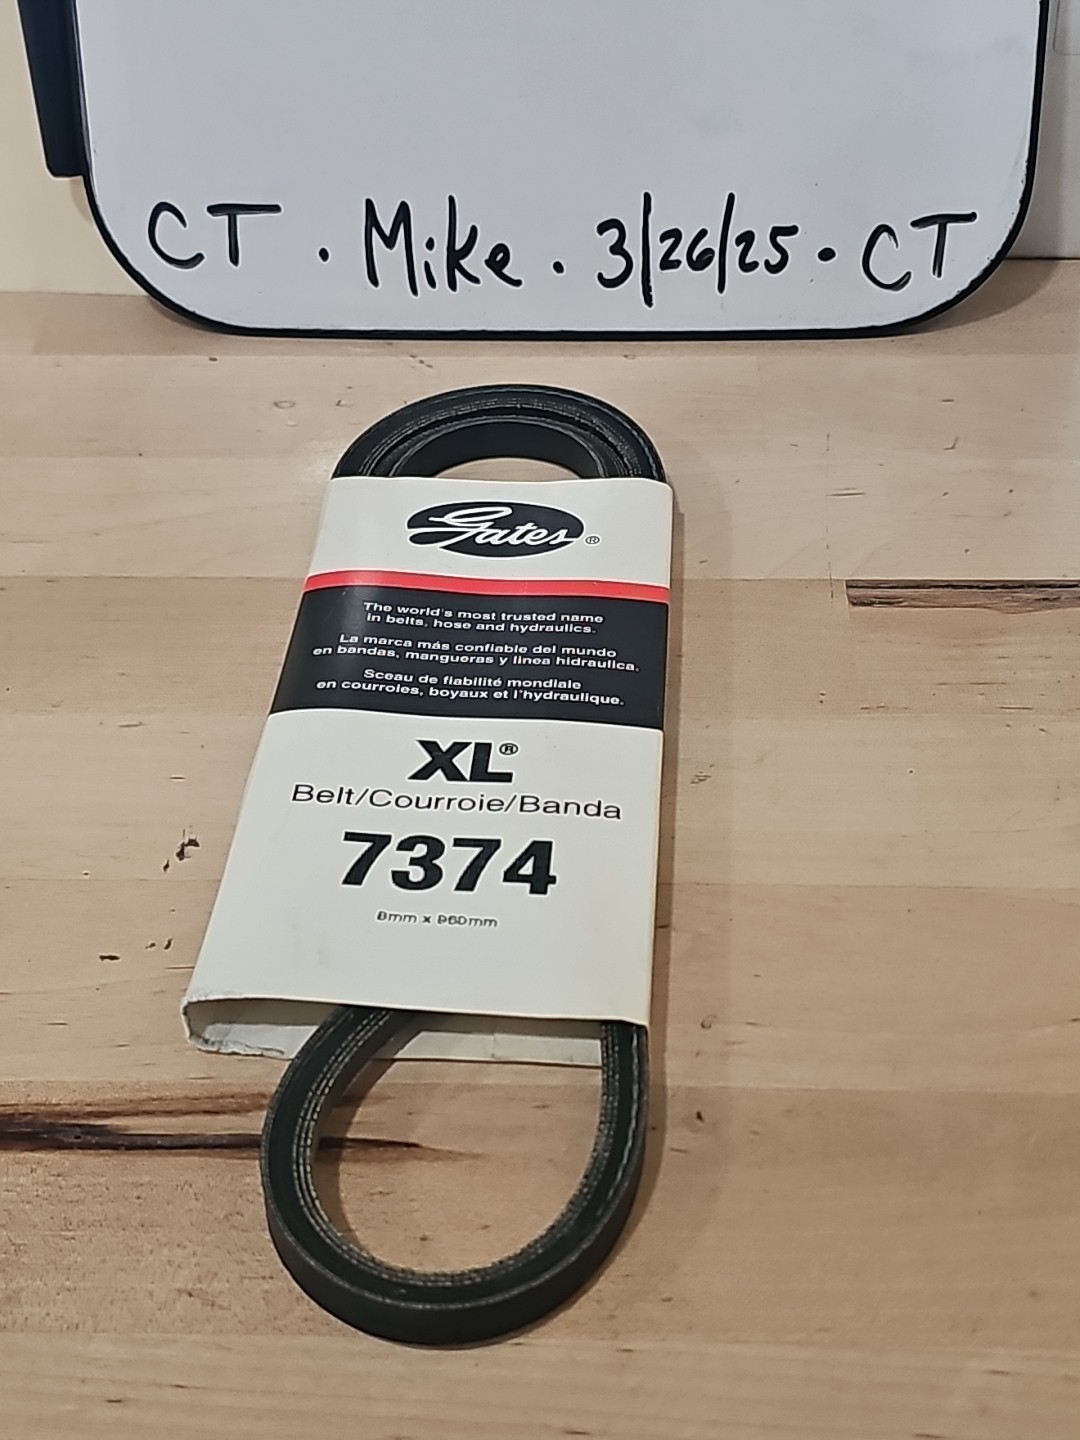 CT · Mike · 3/26/25 · CT
Gates®
The world's most trusted name
in belts, hose and hydraulics.
La marca más confiable del mundo
en bandas, mangueras y linea hidraulica.
Sceau de fiabilité mondiale
en courroies, boyaux et l'hydraulique.
XL®
Belt/Courroie/Banda
7374
mm x mm